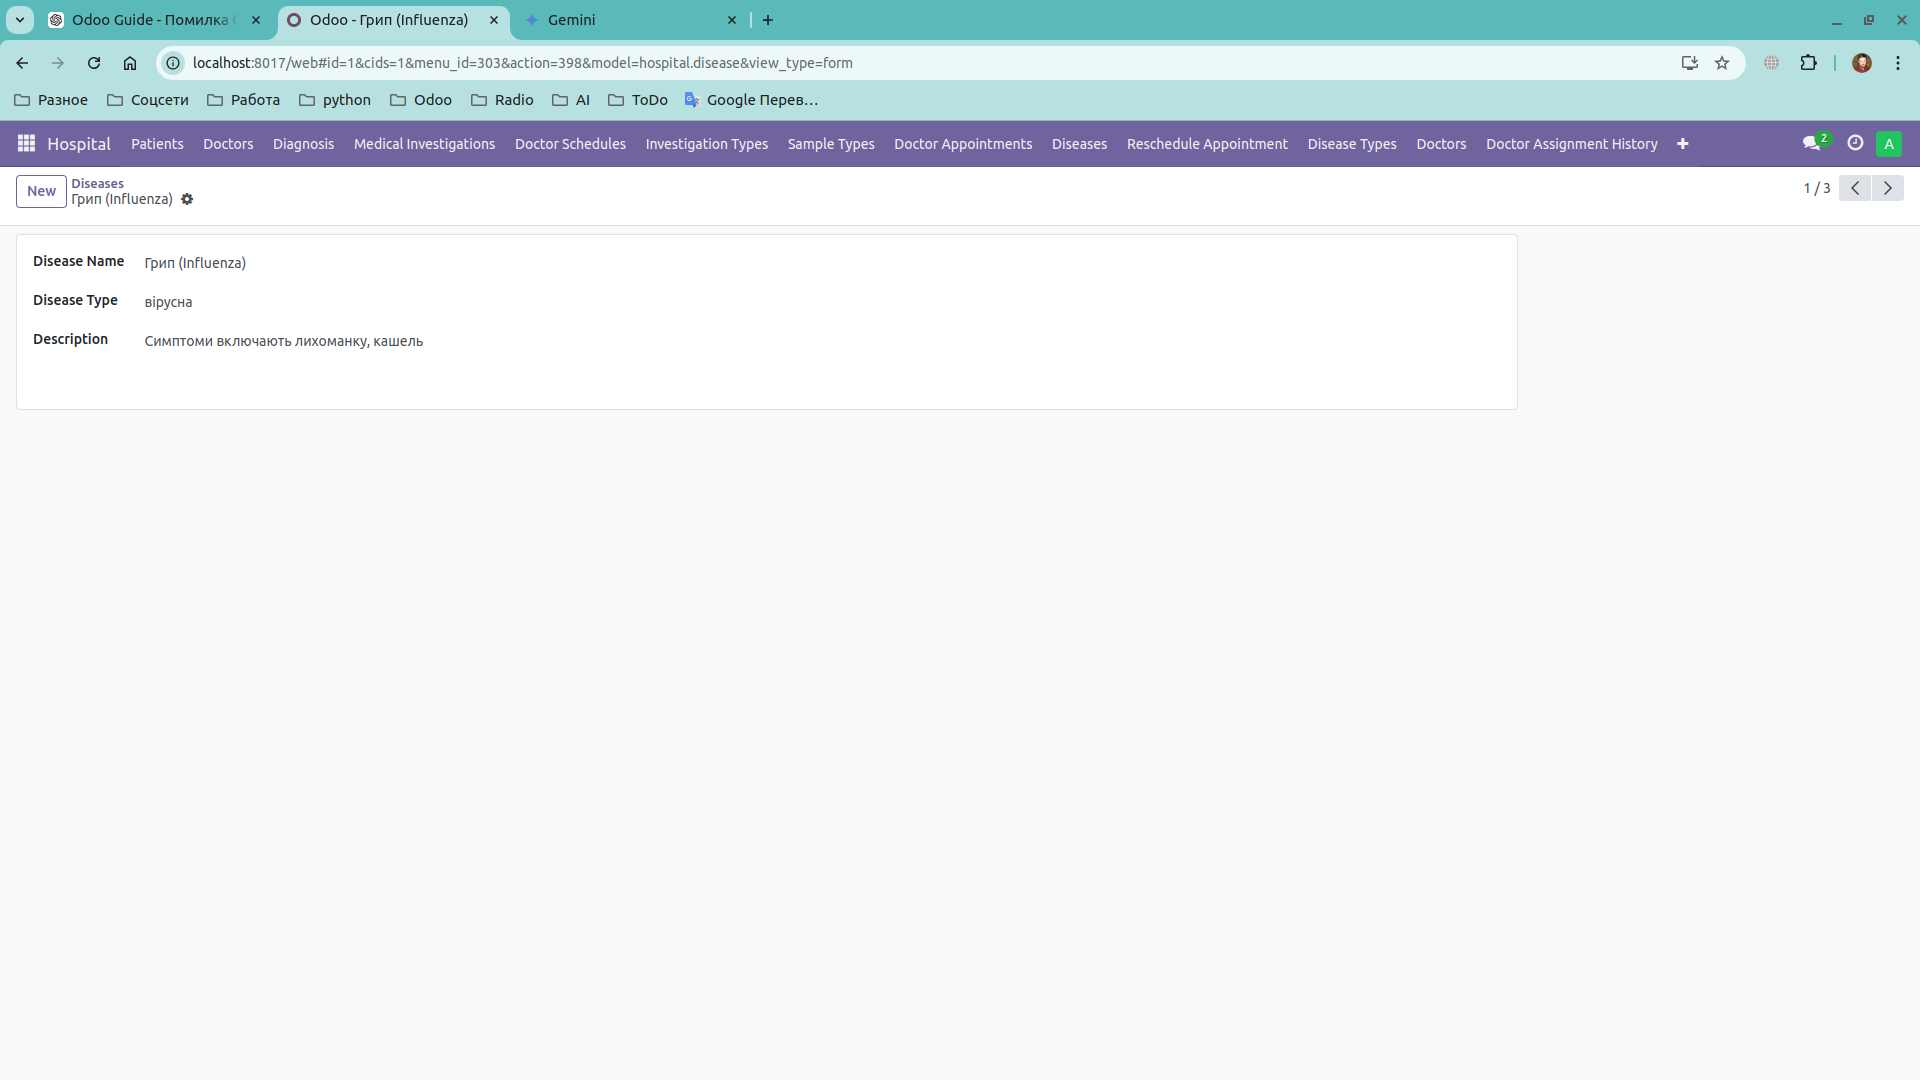 Odoo Guide - Помилка
Odoo - Грип (Influenza)
Gemini
localhost:8017/web#id=1&cids=1&menu_id=303&action=398&model=hospital.disease&view_type=form
Разное
Соцсети
Работа
python
Odoo
Radio
AI
ToDo
Google Перев...
Hospital
Patients
Doctors
Diagnosis
Medical Investigations
Doctor Schedules
Investigation Types
Sample Types
Doctor Appointments
Diseases
Reschedule Appointment
Disease Types
Doctors
Doctor Assignment History
2
A
New
Diseases
Грип (Influenza)
1 / 3
Disease Name
Грип (Influenza)
Disease Type
вірусна
Description
Симптоми включають лихоманку, кашель